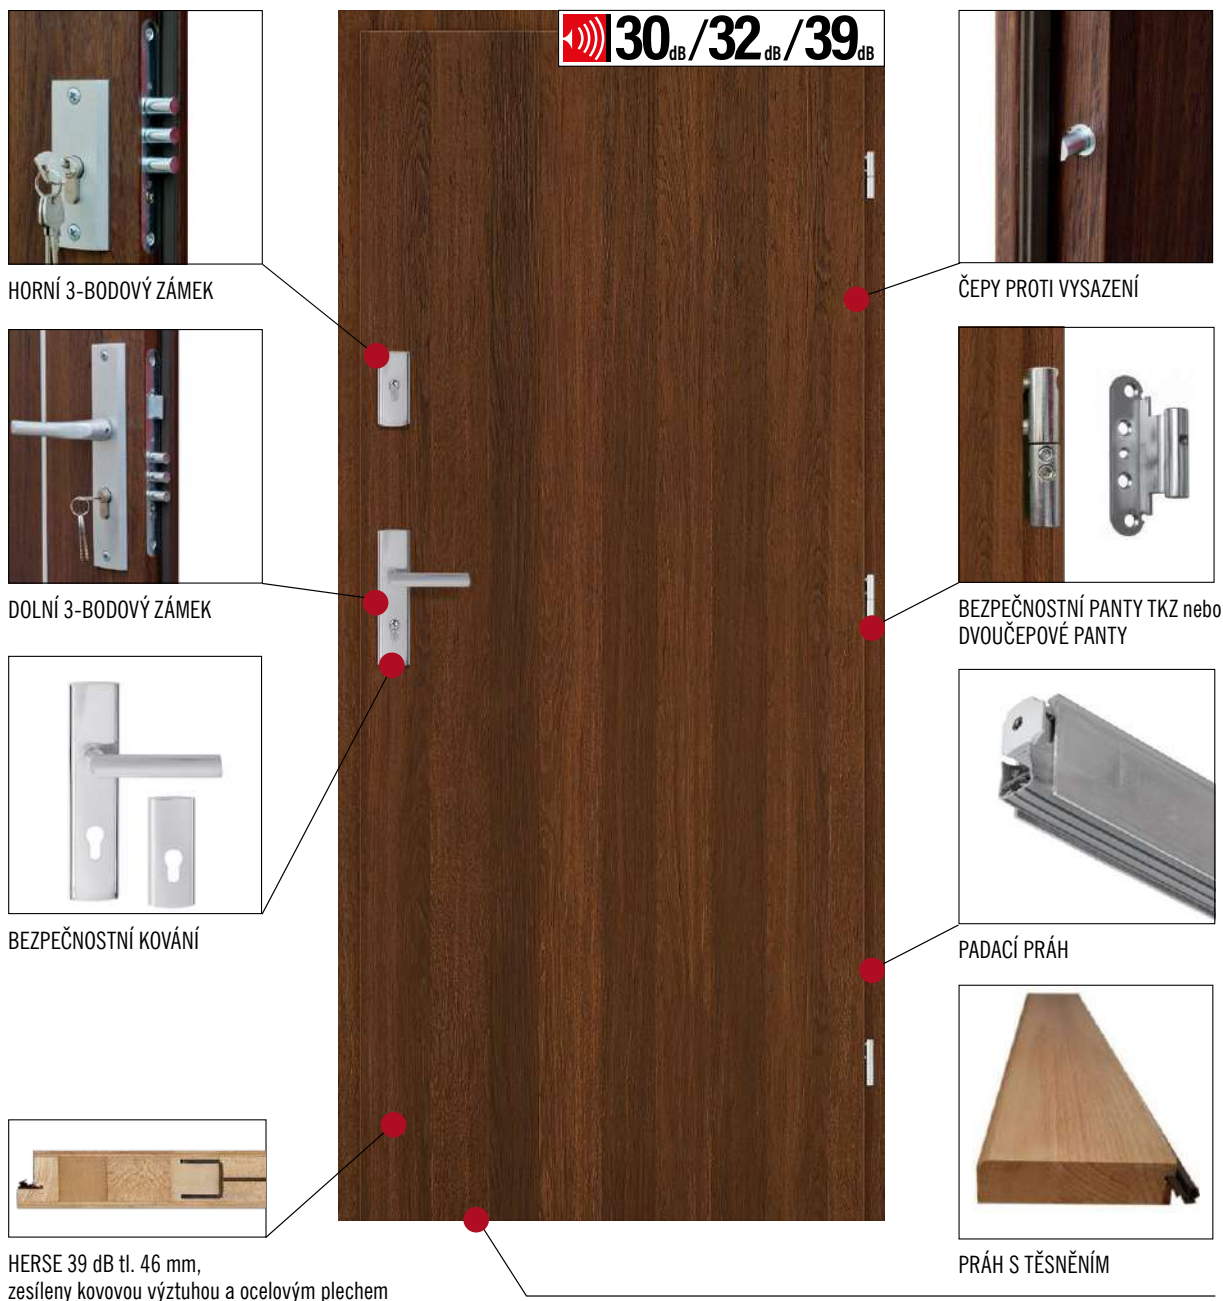 30dB/32dB/39dB
HORNÍ 3-BODOVÝ ZÁMEK
ČEPY PROTI VYSAZENÍ
DOLNÍ 3-BODOVÝ ZÁMEK
BEZPEČNOSTNÍ PANTY TKZ nebo
DVOUČEPOVÉ PANTY
BEZPEČNOSTNÍ KOVÁNÍ
PADACÍ PRÁH
HERSE 39 dB tl. 46 mm,
zesíleny kovovou výztuhou a ocelovým plechem
PRÁH S TĚSNĚNÍM